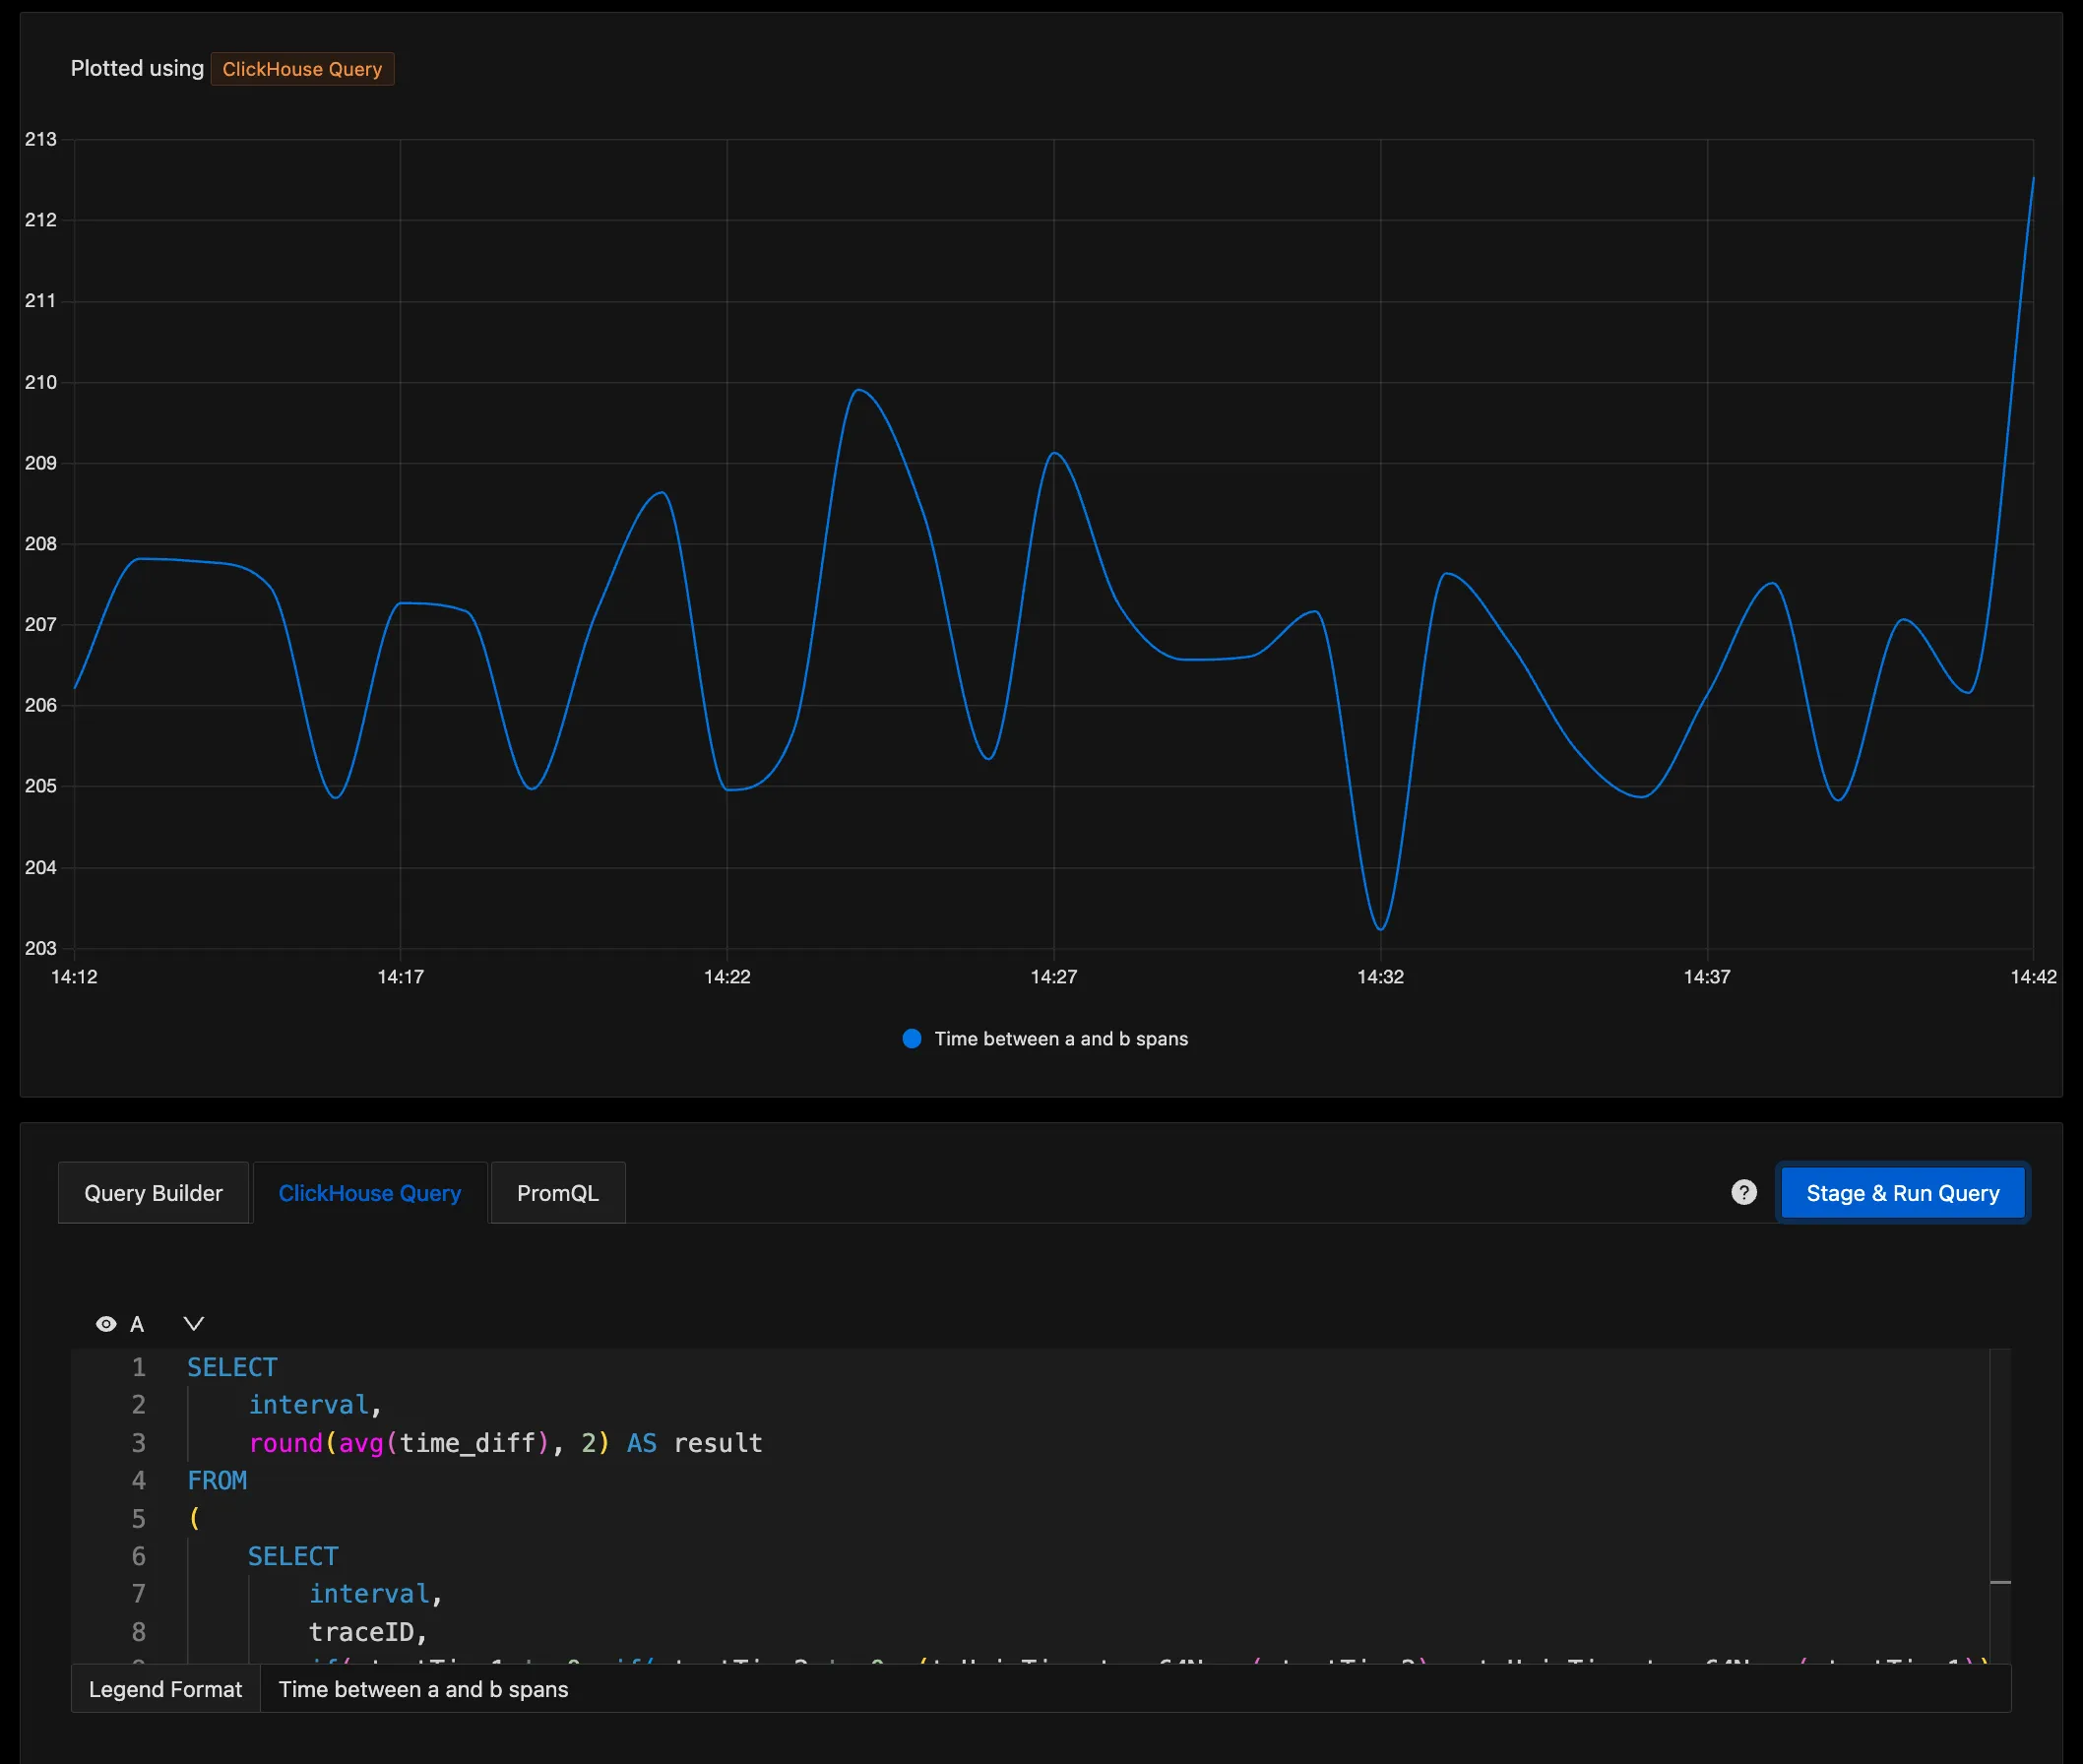 Plotted using ClickHouse Query
213
212
211
210
209
208
207
206
205
204
203
14:12 14:17 14:22 14:27 14:32 14:37 14:42
Time between a and b spans
Query Builder ClickHouse Query PromQL ? Stage & Run Query
A
1 SELECT
2 interval,
3 round(avg(time_diff), 2) AS result
4 FROM
5 (
6 SELECT
7 interval,
8 traceID,
Legend Format Time between a and b spans